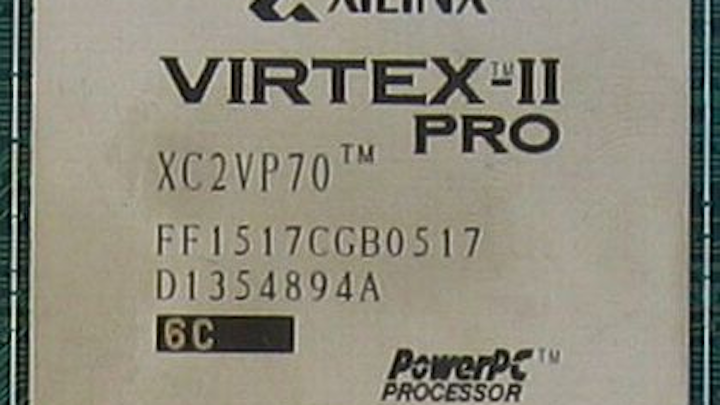 XILINX
VIRTEX™-II
PRO
XC2VP70™
FF1517CGB0517
D1354894A
6C
PowerPC™
PROCESSOR